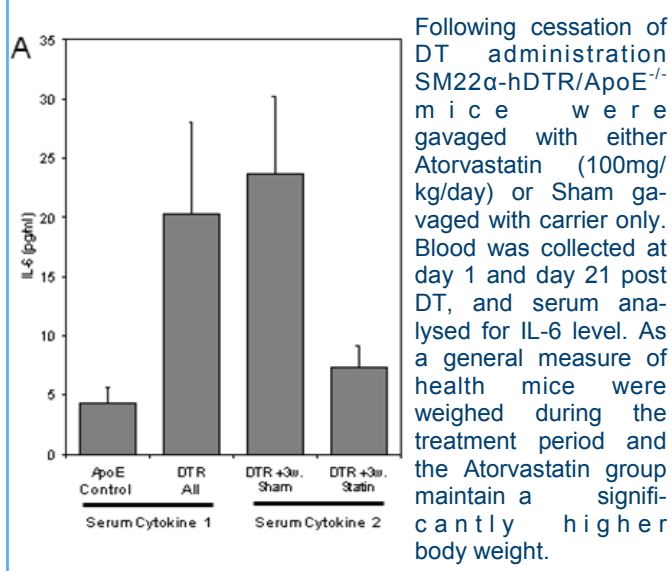 A
35
30
25
20
15
10
5
0
IL-6 (pg/ml)
ApoE
Control
DTR
All
DTR +3w.
Sham
DTR +3w.
Statin
Serum Cytokine 1
Serum Cytokine 2
Following cessation of
DT administration
SM22α-hDTR/ApoE-/-
mice were
gavaged with either
Atorvastatin (100mg/
kg/day) or Sham ga-
vaged with carrier only.
Blood was collected at
day 1 and day 21 post
DT, and serum ana-
lysed for IL-6 level. As
a general measure of
health mice were
weighed during the
treatment period and
the Atorvastatin group
maintain a signifi-
cantly higher
body weight.